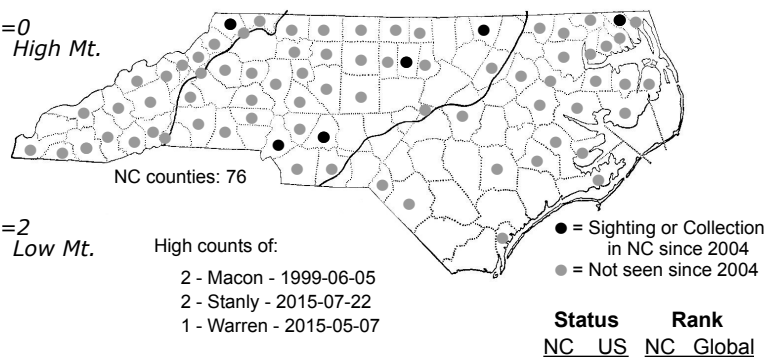 =0
High Mt.
NC counties: 76
=2
Low Mt.
High counts of:
2 - Macon - 1999-06-05
2 - Stanly - 2015-07-22
1 - Warren - 2015-05-07
● = Sighting or Collection
in NC since 2004
● = Not seen since 2004
Status Rank
NC US NC Global